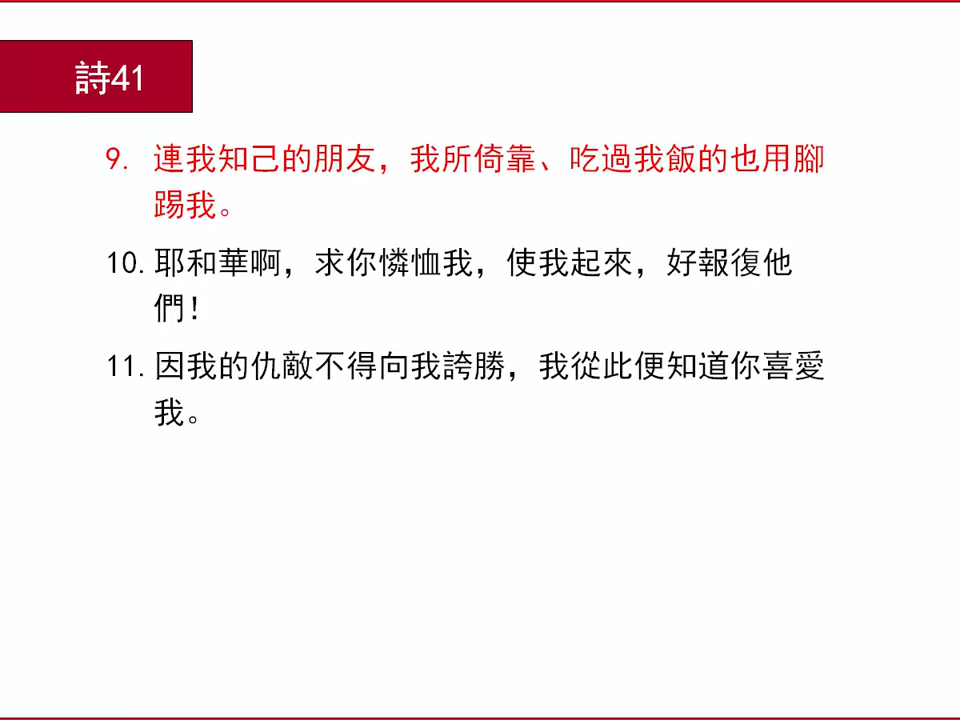 詩41
9. 連我知己的朋友，我所倚靠、吃過我飯的也用腳
踢我。
10. 耶和華啊，求你憐恤我，使我起來，好報復他
們！
11. 因我的仇敵不得向我誇勝，我從此便知道你喜愛
我。